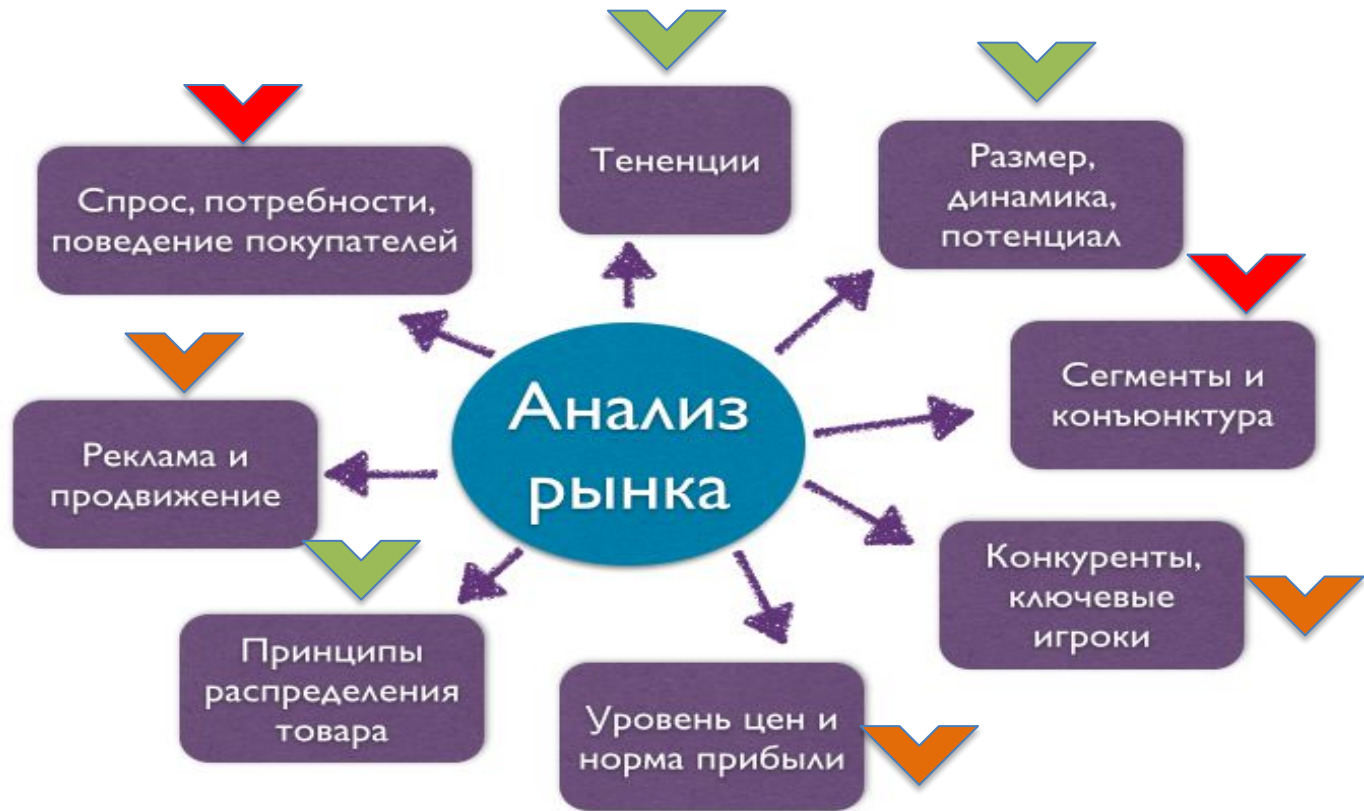 Тененции
Размер,
динамика,
потенциал
Спрос, потребности,
поведение покупателей
Сегменты и
конъюнктура
Анализ
рынка
Реклама и
продвижение
Конкуренты,
ключевые
игроки
Принципы
распределения
товара
Уровень цен и
норма прибыли